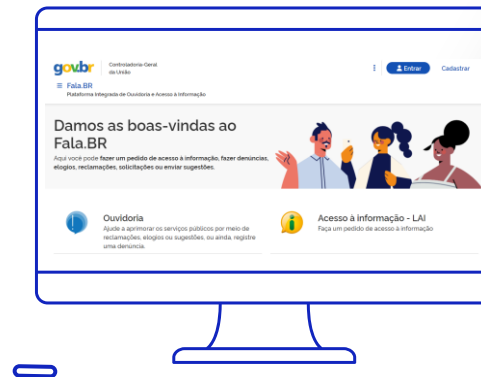 gov.br
Controladoria-Geral
da União
Entrar
Cadastrar
Fala.BR
Plataforma Integrada de Ouvidoria e Acesso à Informação
Damos as boas-vindas ao
Fala.BR
Aqui você pode fazer um pedido de acesso à informação, fazer denúncias,
elogios, reclamações, solicitações ou enviar sugestões.
Ouvidoria
Ajude a aprimorar os serviços públicos por meio de
reclamações, elogios ou sugestões, ou ainda, registre
uma denúncia.
Acesso à informação - LAI
Faça um pedido de acesso à informação